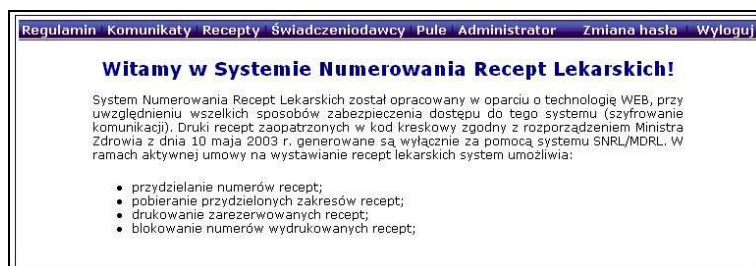 Regulamin Komunikaty Recepty Świadczeniodawcy Pule Administrator Zmiana hasła Wyloguj
Witamy w Systemie Numerowania Recept Lekarskich!
System Numerowania Recept Lekarskich został opracowany w oparciu o technologię WEB, przy
uwzględnieniu wszelkich sposobów zabezpieczenia dostępu do tego systemu (szyfrowanie
komunikacji). Druki recept zaopatrzonych w kod kreskowy zgodny z rozporządzeniem Ministra
Zdrowia z dnia 10 maja 2003 r. generowane są wyłącznie za pomocą systemu SNRL/MDRL. W
ramach aktywnej umowy na wystawianie recept lekarskich system umożliwia:
• przydzielanie numerów recept;
• pobieranie przydzielonych zakresów recept;
• drukowanie zarezerwowanych recept;
• blokowanie numerów wydrukowanych recept;